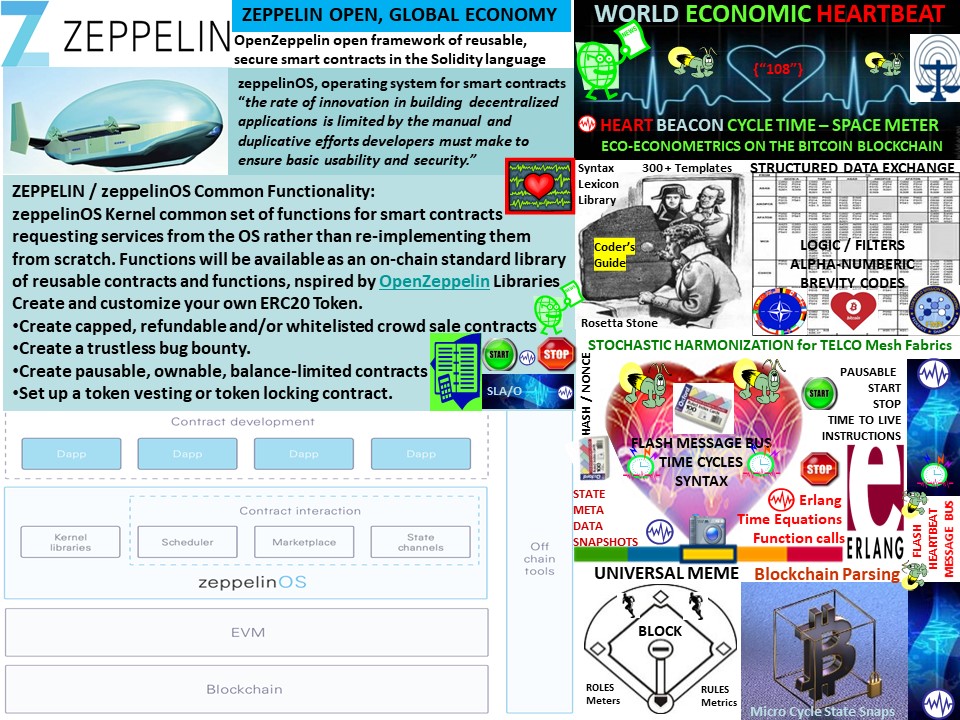 ZEPPELIN
ZEPPELIN OPEN, GLOBAL ECONOMY
OpenZeppelin open framework of reusable,
secure smart contracts in the Solidity language
zeppelinOS, operating system for smart contracts
“the rate of innovation in building decentralized
applications is limited by the manual and
duplicative efforts developers must make to
ensure basic usability and security.”
ZEPPELIN / zeppelinOS Common Functionality:
zeppelinOS Kernel common set of functions for smart contracts
requesting services from the OS rather than re-implementing them
from scratch. Functions will be available as an on-chain standard library
of reusable contracts and functions, nspired by OpenZeppelin Libraries
Create and customize your own ERC20 Token.
•Create capped, refundable and/or whitelisted crowd sale contracts
•Create a trustless bug bounty.
•Create pausable, ownable, balance-limited contracts
•Set up a token vesting or token locking contract.
START
STOP
SLA/O
Contract development
Dapp
Dapp
Dapp
Dapp
Contract interaction
Kernel
libraries
Scheduler
Marketplace
State
channels
zeppelinOS
Off
chain
tools
EVM
Blockchain
WORLD ECONOMIC HEARTBEAT
NEWS
{“108”}
HEART BEACON CYCLE TIME – SPACE METER
ECO-ECONOMETRICS ON THE BITCOIN BLOCKCHAIN
Syntax
Lexicon
Library
300+ Templates
Coder’s
Guide
Rosetta Stone
STRUCTURED DATA EXCHANGE
LOGIC / FILTERS
ALPHA-NUMBERIC
BREVITY CODES
Bitcoin
STOCHASTIC HARMONIZATION for TELCO Mesh Fabrics
HASH / NONCE
Oxford
100
FLASH MESSAGE BUS
TIME CYCLES
SYNTAX
STATE
META
DATA
SNAPSHOTS
PAUSABLE
START
STOP
TIME TO LIVE
INSTRUCTIONS
START
STOP
Erlang
Time Equations
Function calls
e
ERLANG
FLASH
HEARTBEAT
MESSAGE BUS
UNIVERSAL MEME
BLOCK
ROLES
Meters
RULES
Metrics
Blockchain Parsing
Micro Cycle State Snaps